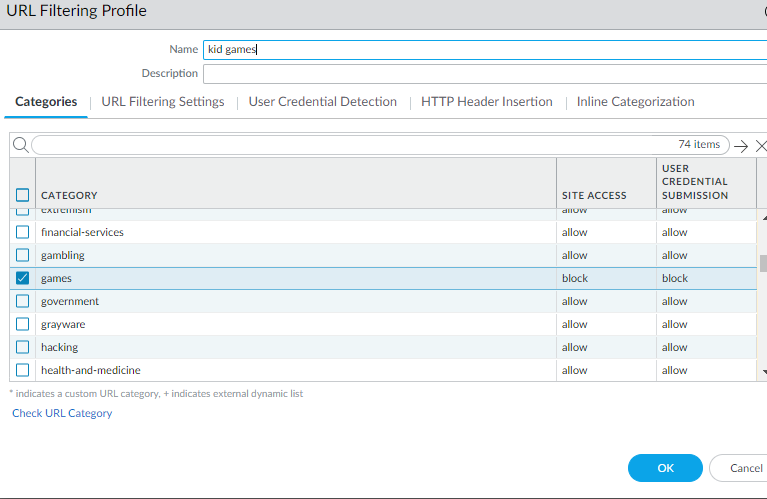 URL Filtering Profile
Name kid games
Description
Categories URL Filtering Settings User Credential Detection HTTP Header Insertion Inline Categorization
74 items
CATEGORY SITE ACCESS USER CREDENTIAL SUBMISSION
extremism allow allow
financial-services allow allow
gambling allow allow
games block block
government allow allow
grayware allow allow
hacking allow allow
health-and-medicine allow allow
* indicates a custom URL category, + indicates external dynamic list
Check URL Category
OK Cancel